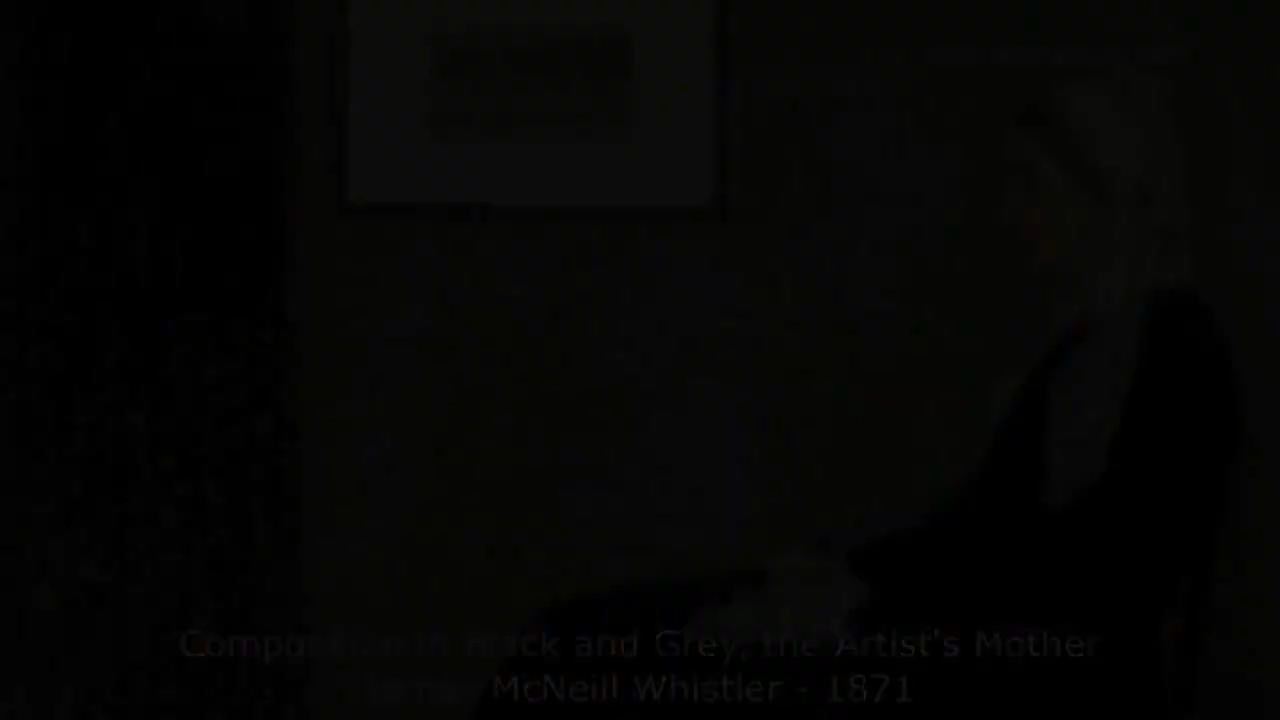 Composition in Black and Grey, the Artist's Mother
James McNeill Whistler - 1871